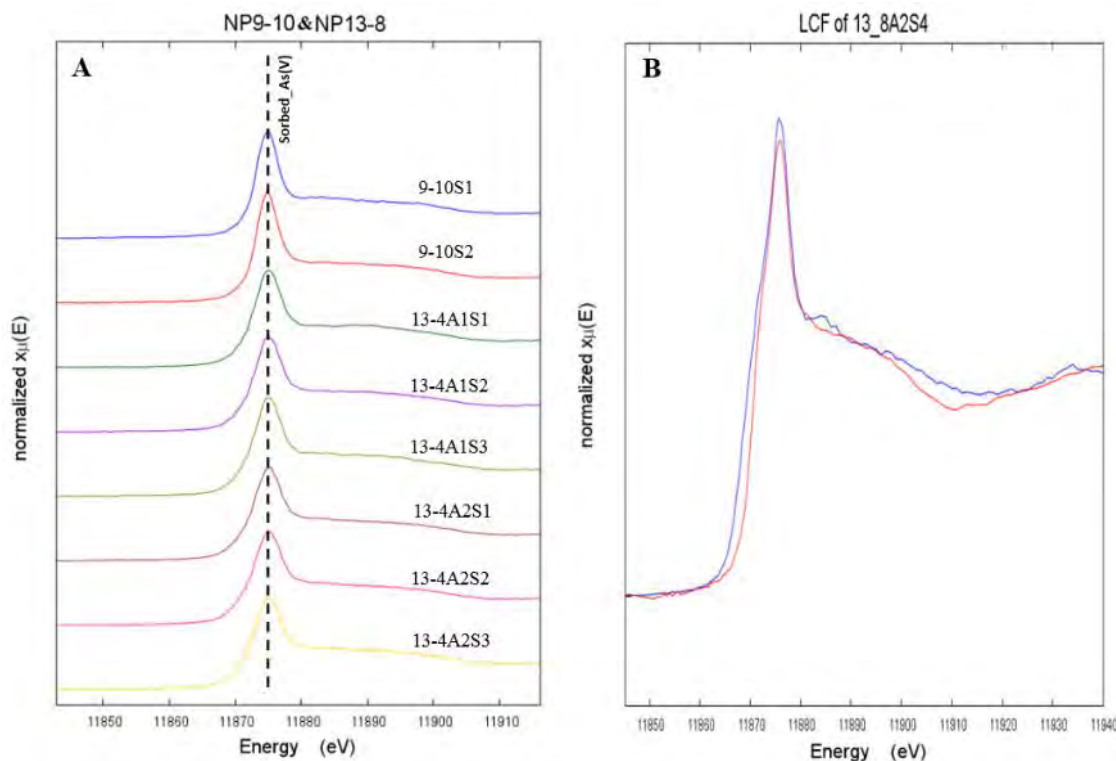 NP9-10&NP13-8
A
Sorbed_As(V)
9-10S1
9-10S2
13-4A1S1
13-4A1S2
13-4A1S3
13-4A2S1
13-4A2S2
13-4A2S3
normalized xμ(E)
11850 11860 11870 11880 11890 11900 11910
Energy (eV)
LCF of 13_8A2S4
B
normalized xμ(E)
11850 11860 11870 11880 11890 11900 11910 11920 11930 11940
Energy (eV)